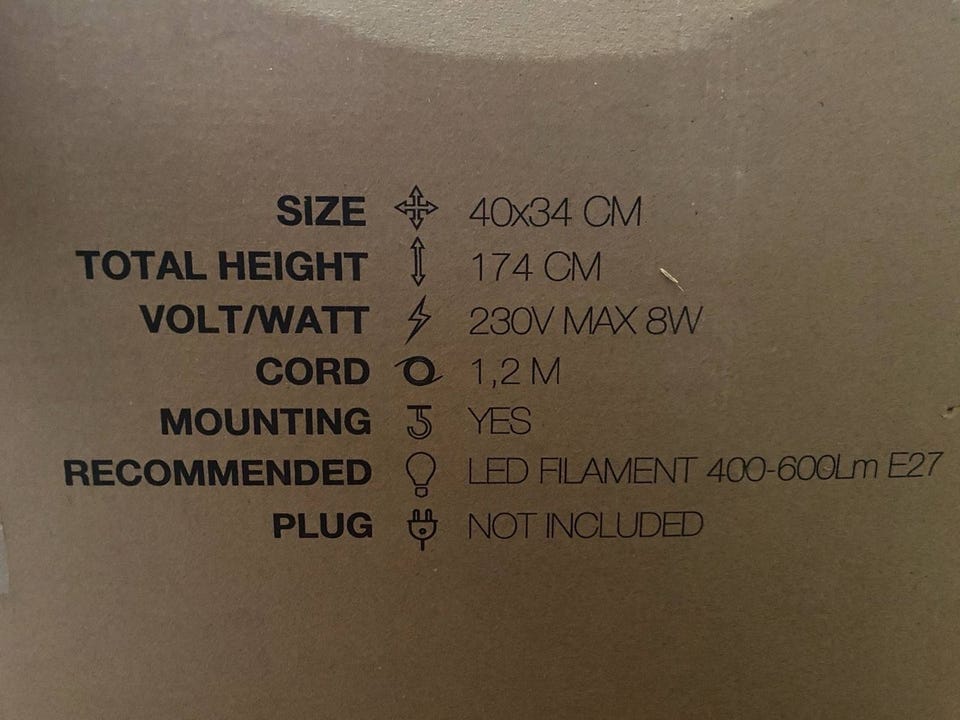 SIZE 40x34 CM
TOTAL HEIGHT 174 CM
VOLT/WATT 230V MAX 8W
CORD 1,2 M
MOUNTING YES
RECOMMENDED LED FILAMENT 400-600Lm E27
PLUG NOT INCLUDED